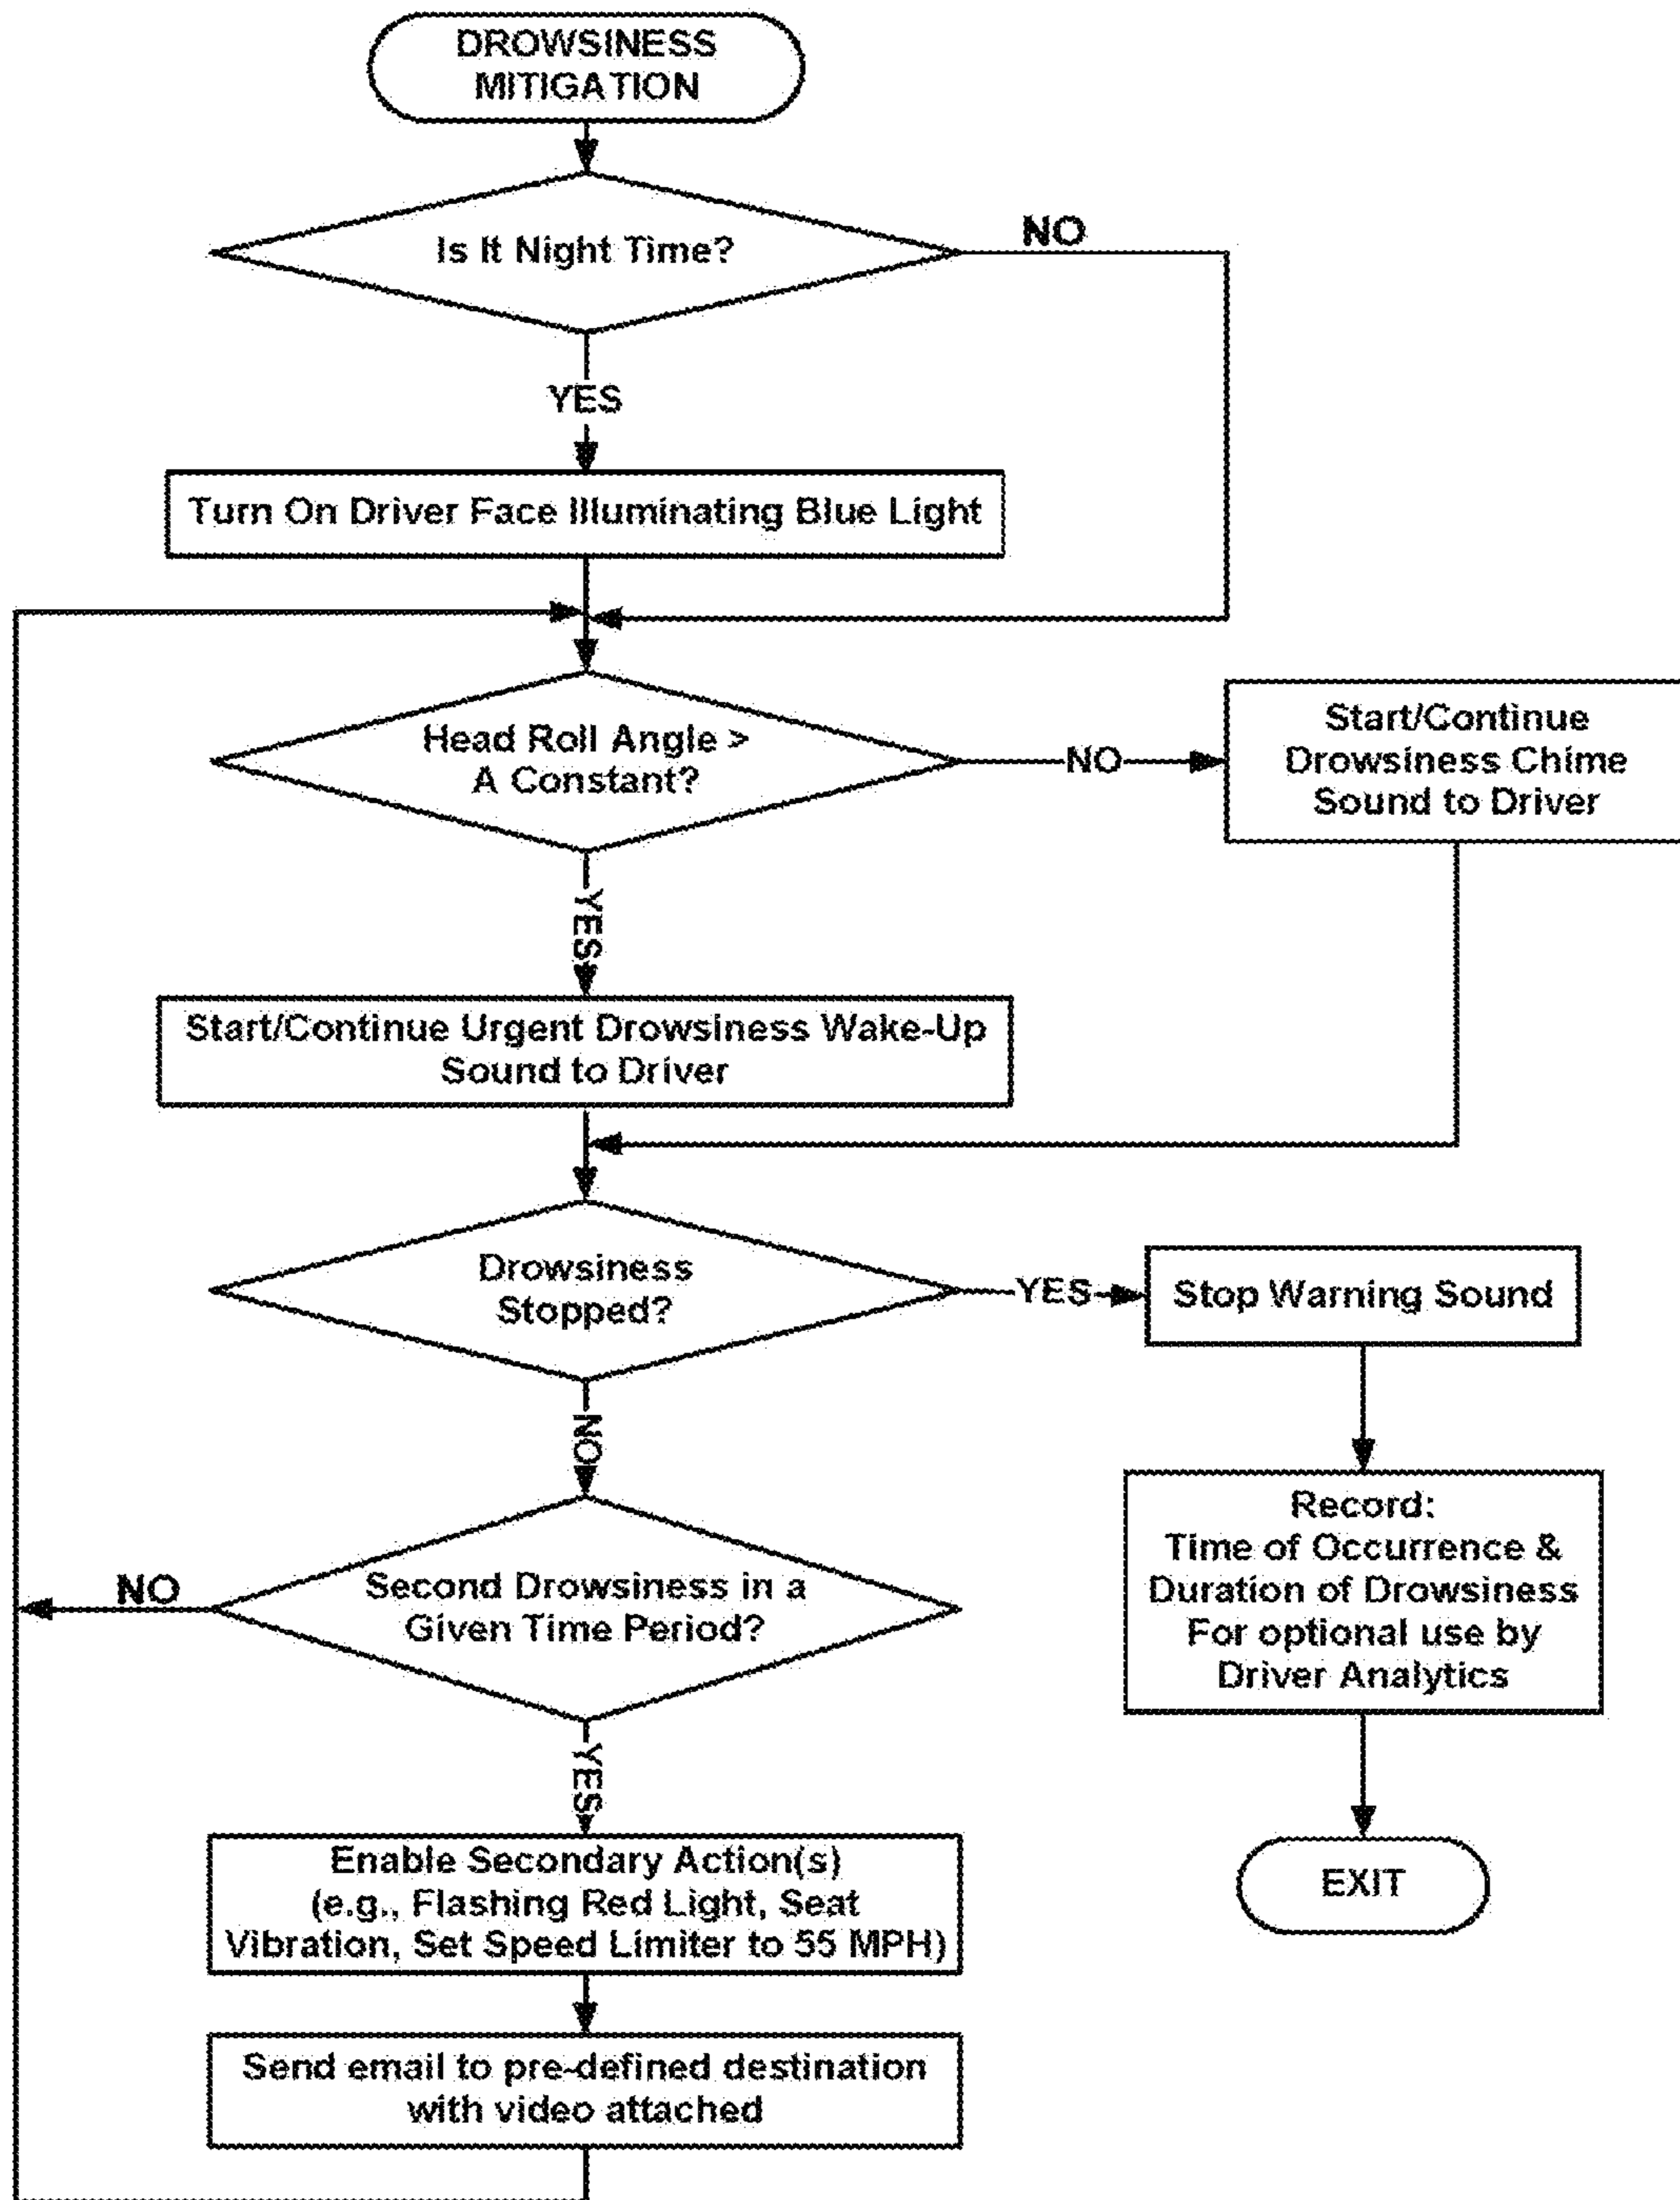 DROWSINESS
MITIGATION
Is It Night Time?
NO
YES
Turn On Driver Face Illuminating Blue Light
Head Roll Angle >
A Constant?
NO
Start/Continue
Drowsiness Chime
Sound to Driver
YES
Start/Continue Urgent Drowsiness Wake-Up
Sound to Driver
Drowsiness
Stopped?
YES
Stop Warning Sound
NO
Record:
Time of Occurrence &
Duration of Drowsiness
For optional use by
Driver Analytics
Second Drowsiness in a
Given Time Period?
NO
YES
Enable Secondary Action(s)
(e.g., Flashing Red Light, Seat
Vibration, Set Speed Limiter to 55 MPH)
EXIT
Send email to pre-defined destination
with video attached